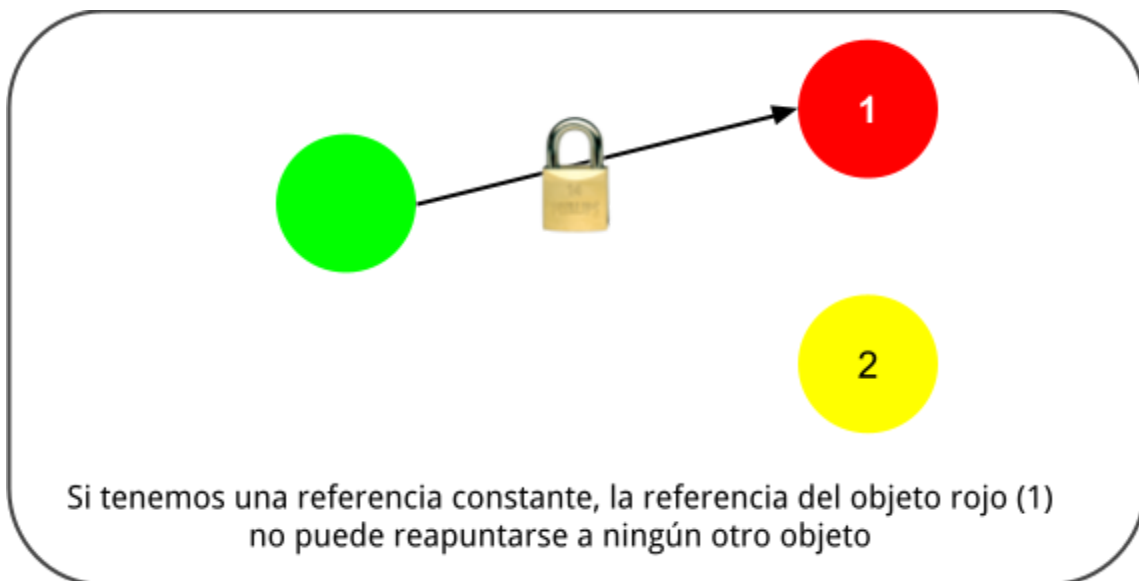 1
2
Si tenemos una referencia constante, la referencia del objeto rojo (1)
no puede reapuntarse a ningún otro objeto